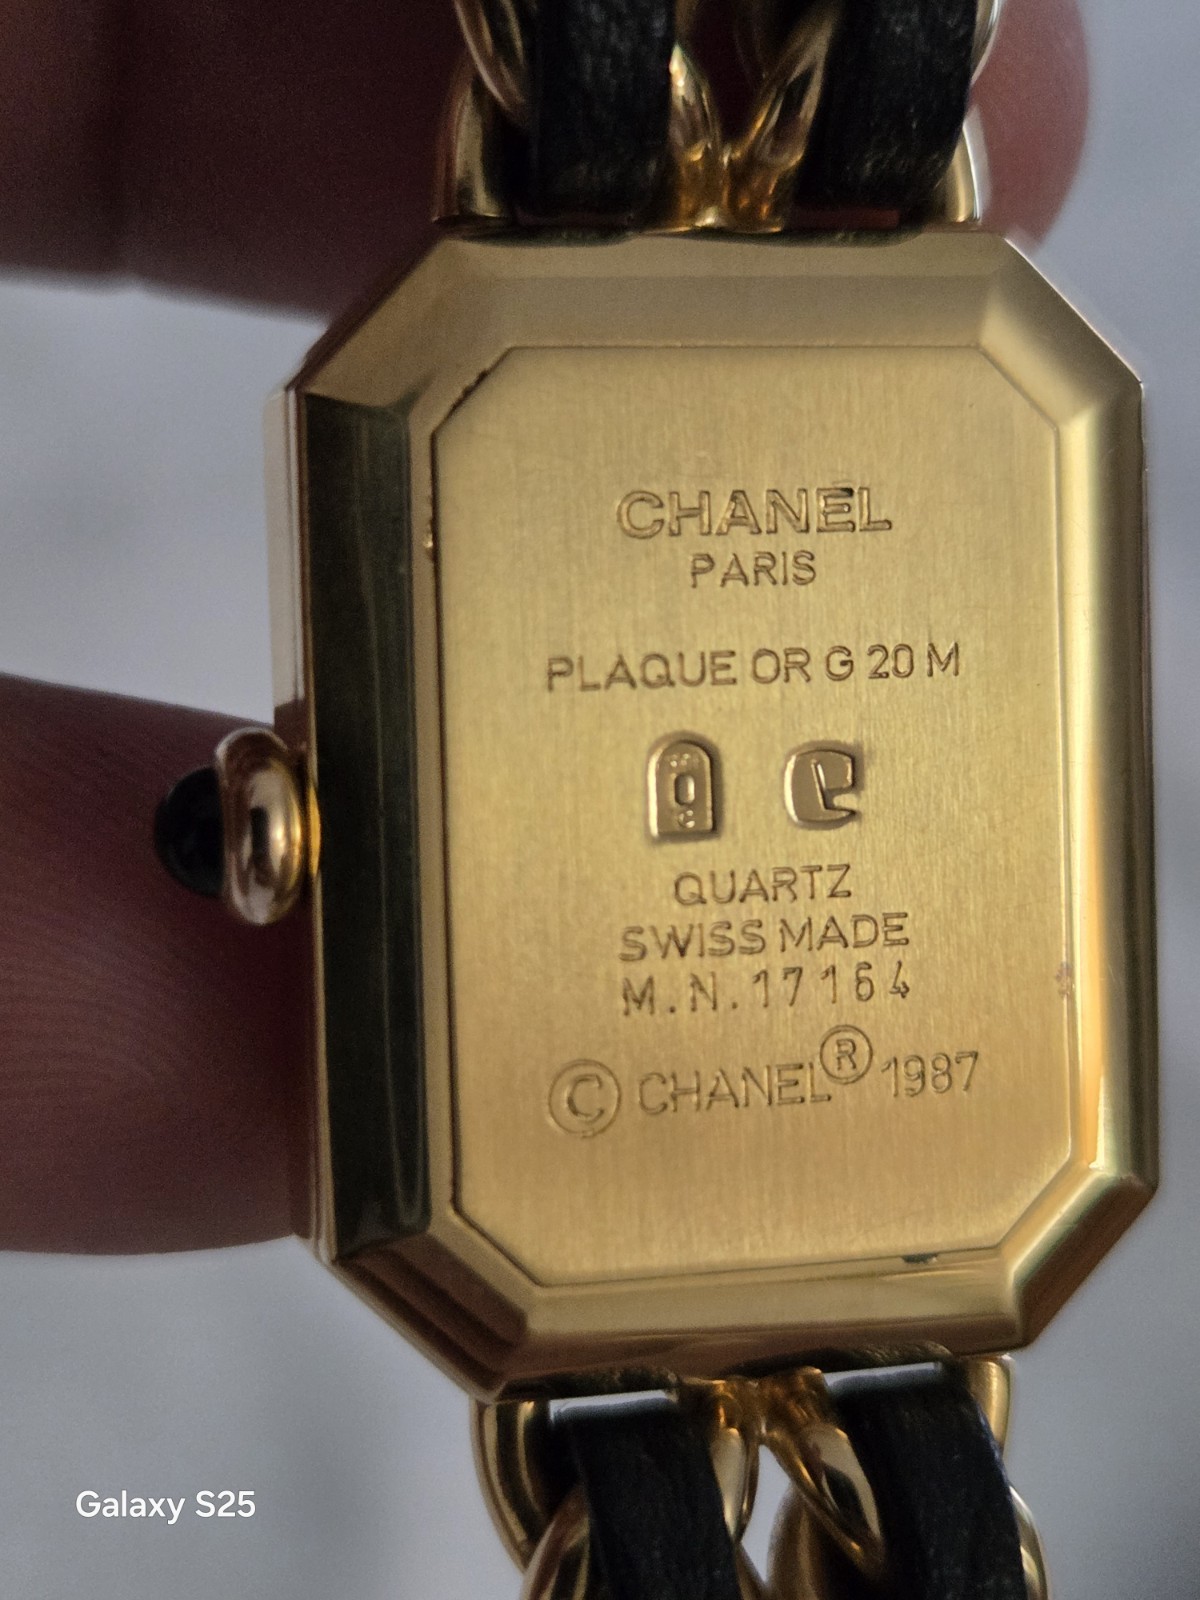 CHANEL
PARIS
PLAQUE OR G 20 M
QUARTZ
SWISS MADE
M.N.17164
© CHANEL® 1987
Galaxy S25